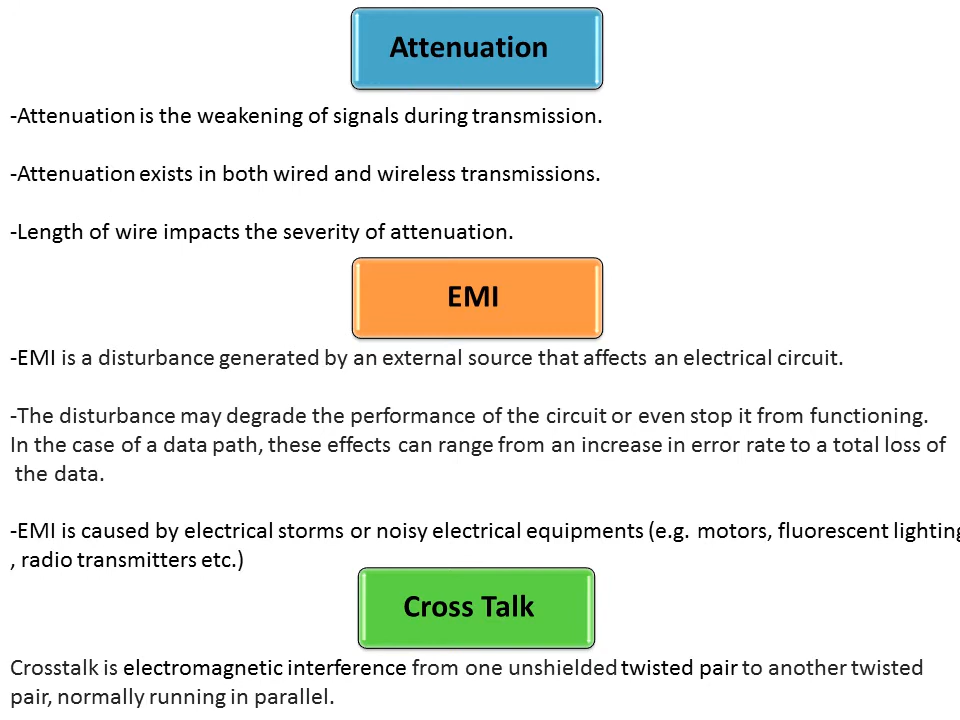 Attenuation
-Attenuation is the weakening of signals during transmission.
-Attenuation exists in both wired and wireless transmissions.
-Length of wire impacts the severity of attenuation.
EMI
-EMI is a disturbance generated by an external source that affects an electrical circuit.
-The disturbance may degrade the performance of the circuit or even stop it from functioning.
In the case of a data path, these effects can range from an increase in error rate to a total loss of
the data.
-EMI is caused by electrical storms or noisy electrical equipments (e.g. motors, fluorescent lighting
, radio transmitters etc.)
Cross Talk
Crosstalk is electromagnetic interference from one unshielded twisted pair to another twisted
pair, normally running in parallel.